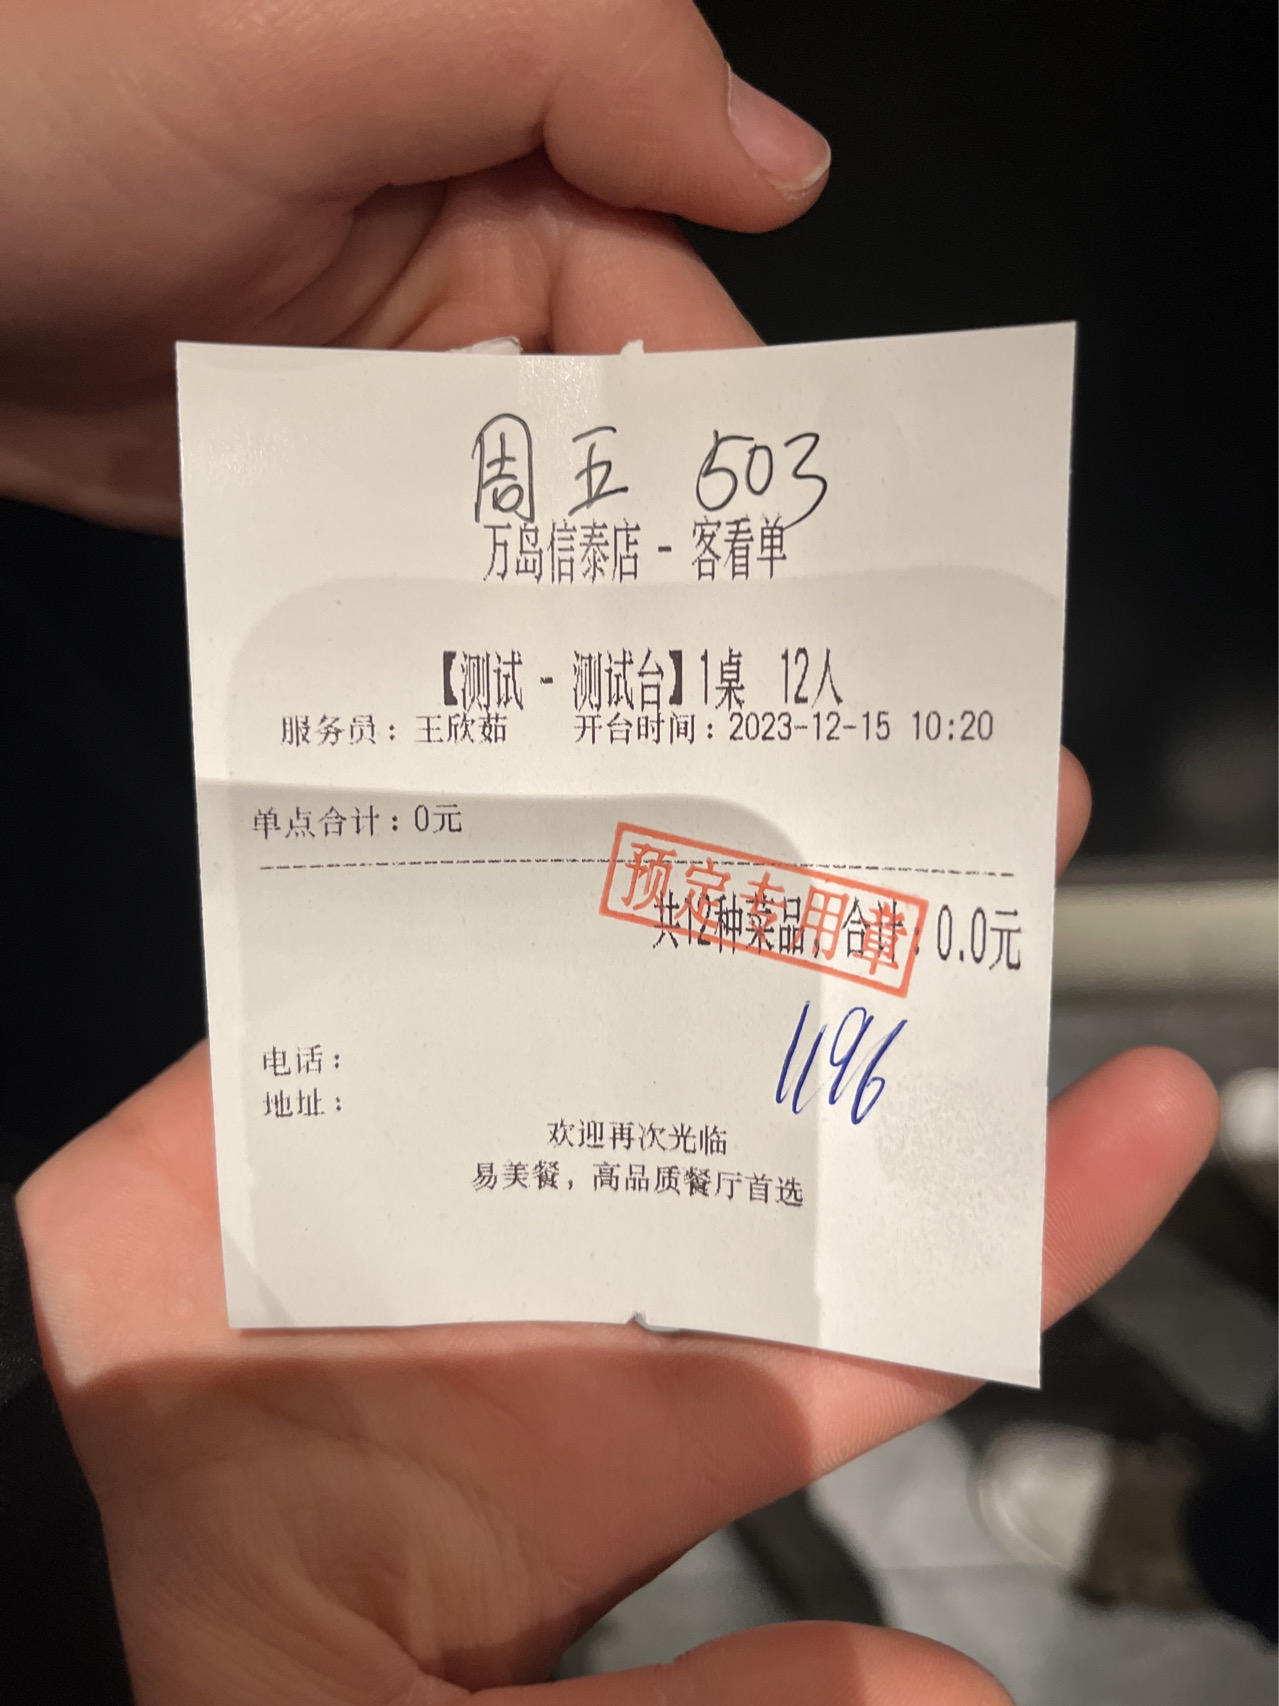 周五 503
万岛信泰店 - 客看单
【测试 - 测试台】1桌 12人
服务员：王欣茹 开台时间：2023-12-15 10:20
单点合计：0元
预定专用章
共12种菜品，合计：0.0元
1196
电话：
地址：
欢迎再次光临
易美餐，高品质餐厅首选